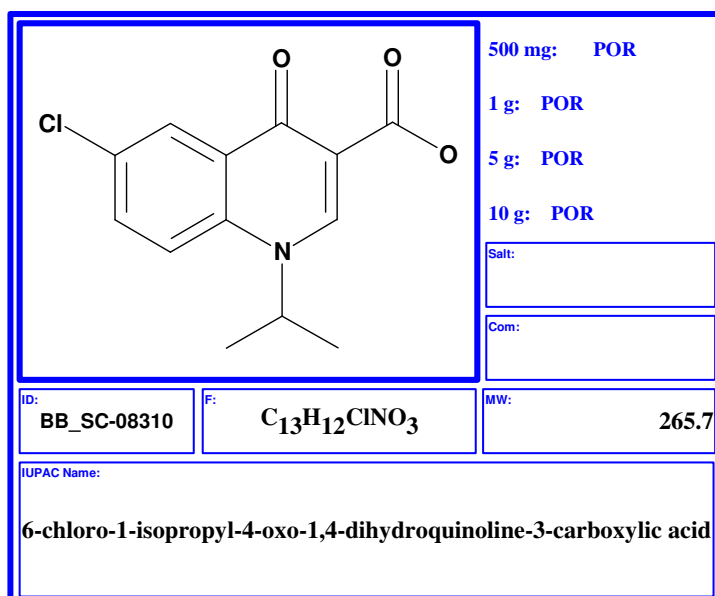 O O
Cl
O
N
500 mg: POR
1 g: POR
5 g: POR
10 g: POR
Salt:
Com:
ID:
BB_SC-08310
F:
C13H12ClNO3
MW:
265.7
IUPAC Name:
6-chloro-1-isopropyl-4-oxo-1,4-dihydroquinoline-3-carboxylic acid